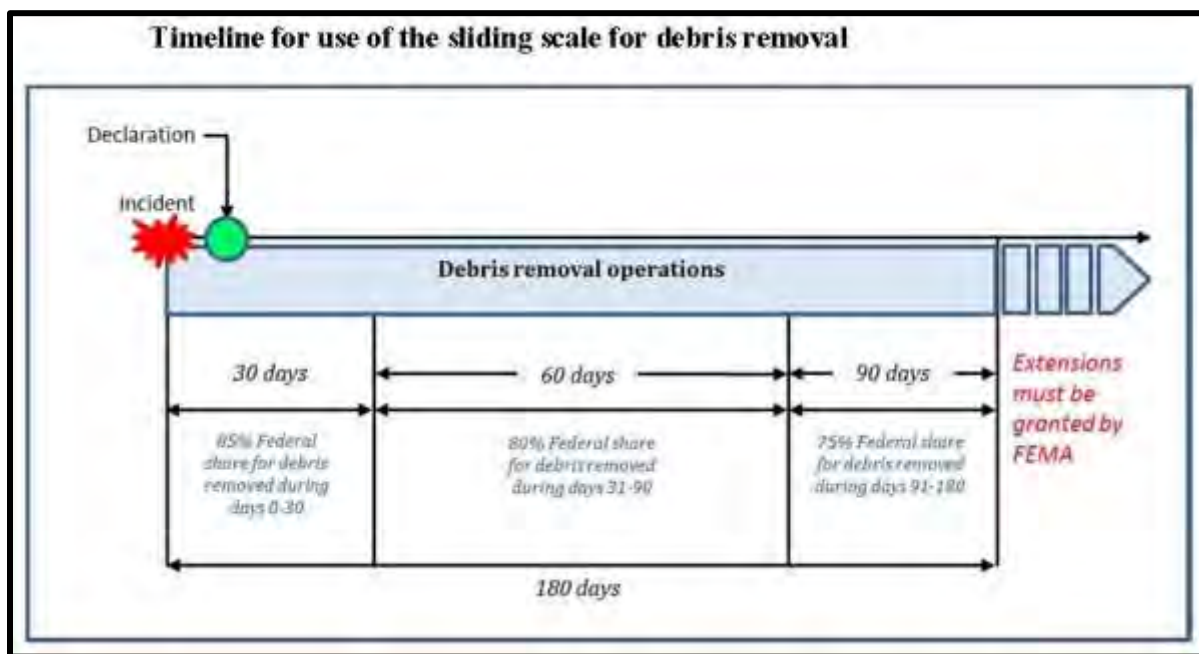 Timeline for use of the sliding scale for debris removal
Declaration
Incident
Debris removal operations
30 days
60 days
90 days
85% Federal
share for debris
removed during
days 0-30
80% Federal share
for debris removed
during days 31-90
75% Federal share
for debris removed
during days 91-180
Extensions
must be
granted by
FEMA
180 days